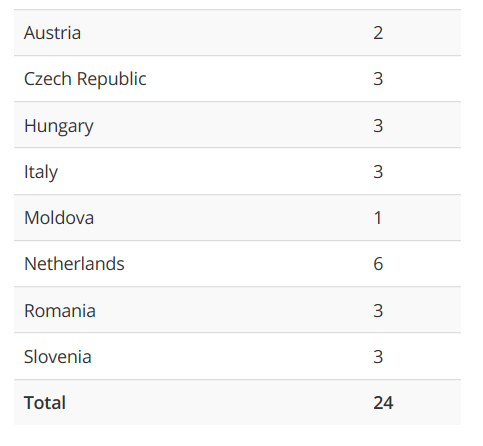 Austria 2
Czech Republic 3
Hungary 3
Italy 3
Moldova 1
Netherlands 6
Romania 3
Slovenia 3
Total 24